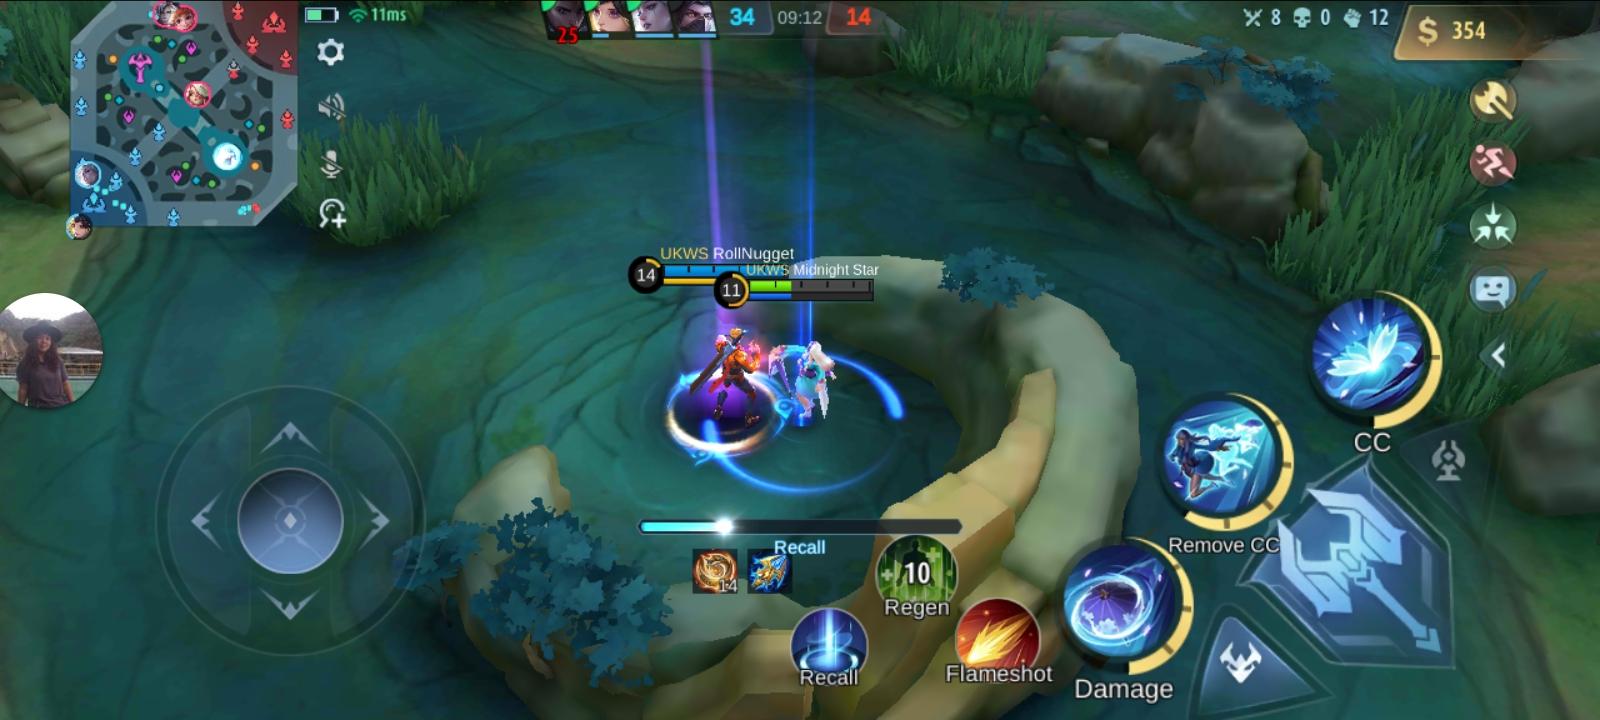 11ms
25
34 09:12 14
8 0 12
$ 354
UKWS RollNugget
14
UKWS Midnight Star
11
CC
Remove CC
Recall
14
10
Regen
Recall
Flameshot
Damage